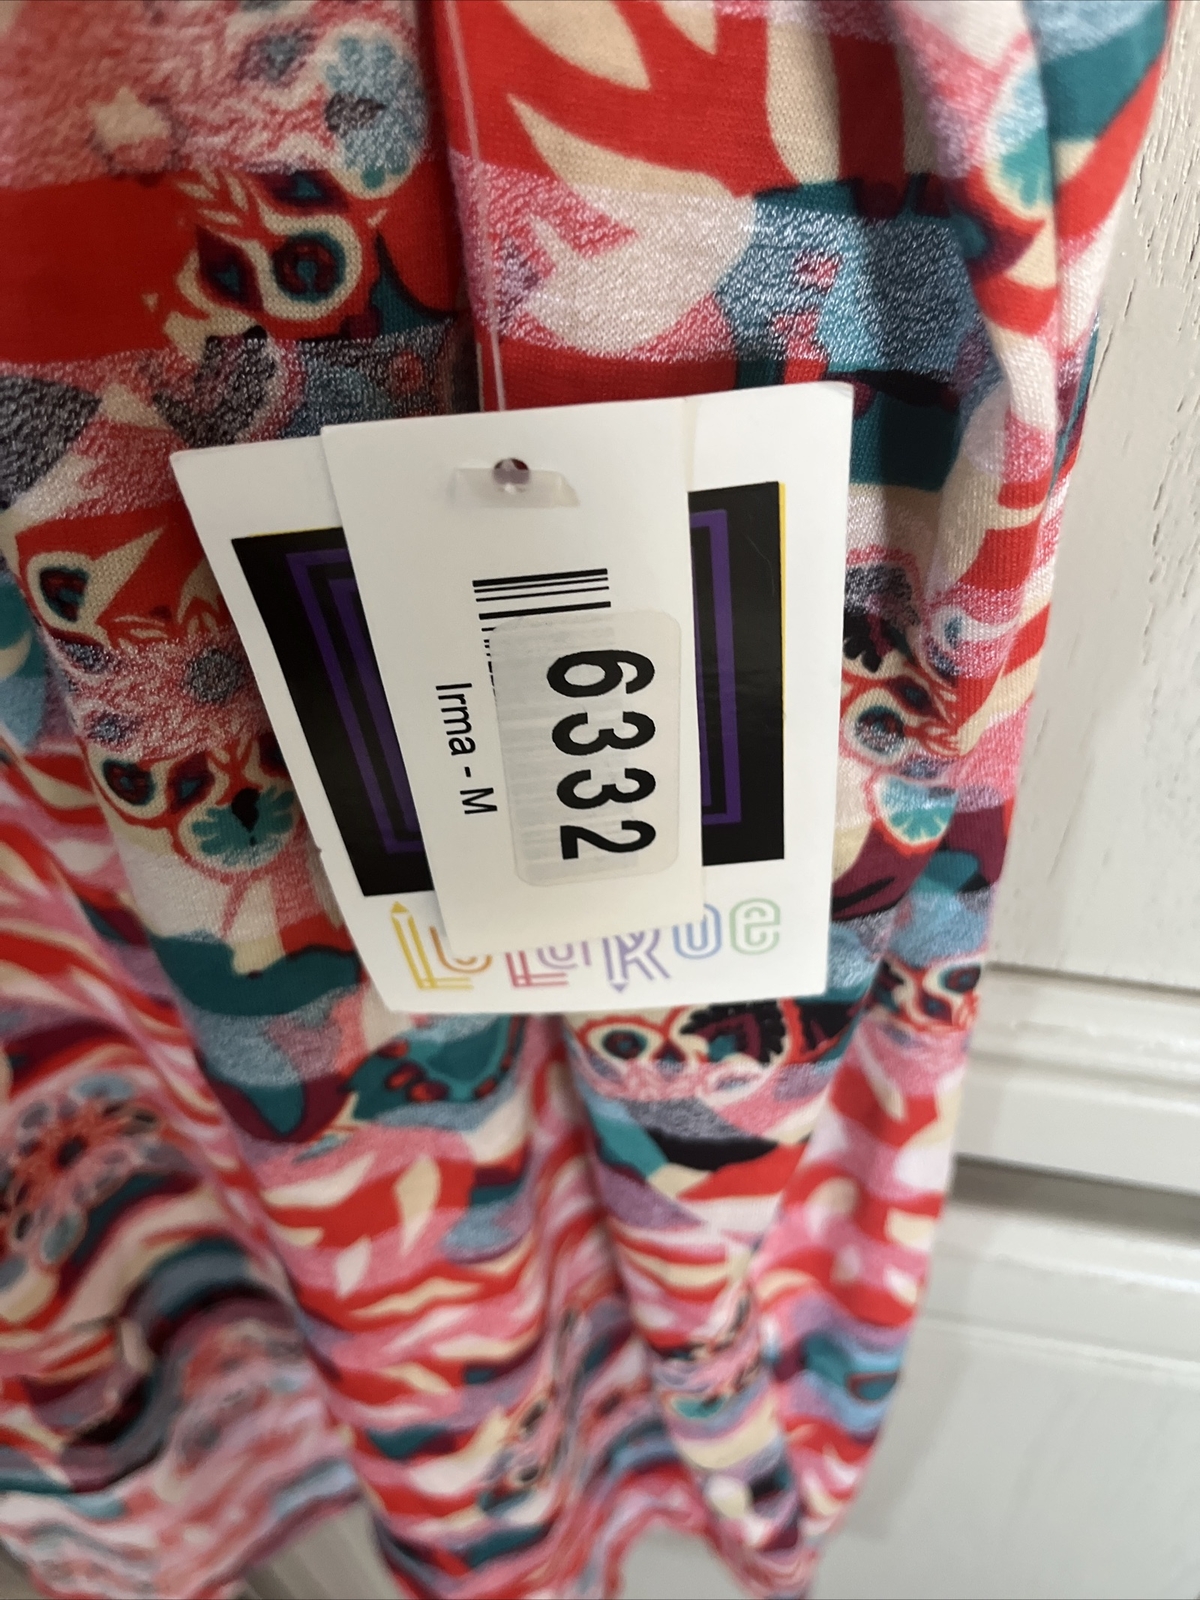 6332
Irma - M
LuLaRoe